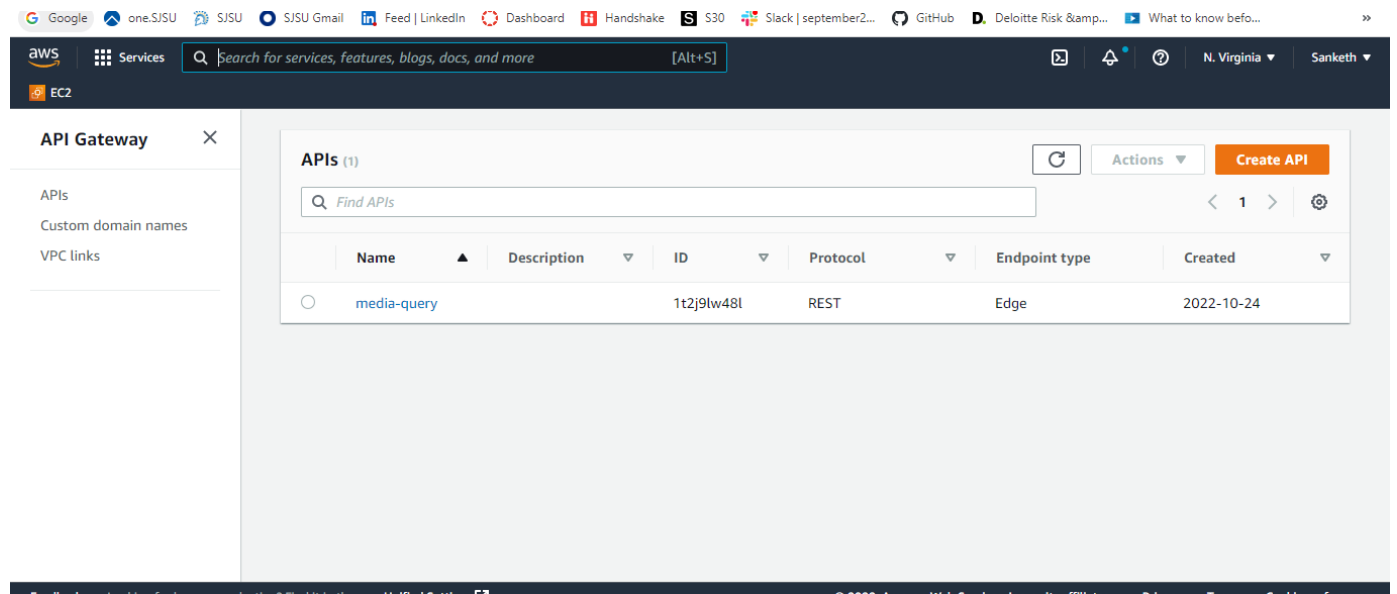 Google one.SJSU SJSU SJSU Gmail Feed | LinkedIn Dashboard Handshake S30 Slack | september2... GitHub Deloitte Risk &amp... What to know befo... »
aws Services Search for services, features, blogs, docs, and more [Alt+S] N. Virginia ▼ Sanketh ▼
EC2
API Gateway
APIs
Custom domain names
VPC links
APIs (1) Actions ▼ Create API
Find APIs 1
Name Description ID Protocol Endpoint type Created
media-query 1t2j9lw48l REST Edge 2022-10-24